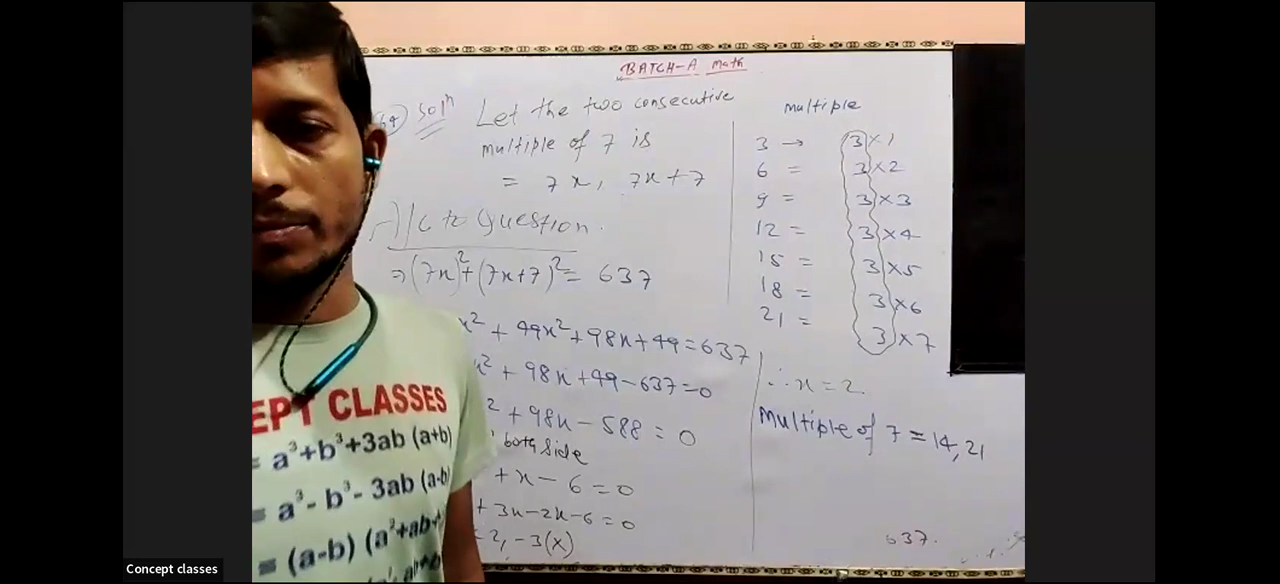 BATCH-A Math
64) Solⁿ Let the two consecutive
multiple of 7 is
= 7x, 7x+7
A/c to Question.
⇒ (7x)²+(7x+7)² = 637
x² + 49x² + 98x + 49 = 637
x² + 98x + 49 - 637 = 0
² + 98x - 588 = 0
both side
+ x - 6 = 0
+ 3x - 2x - 6 = 0
= 2, -3(x)
multiple
3 → 3×1
6 = 3×2
9 = 3×3
12 = 3×4
15 = 3×5
18 = 3×6
21 = 3×7
∴ x = 2.
Multiple of 7 = 14, 21
637.
EPT CLASSES
= a³+b³+3ab (a+b)
= a³- b³- 3ab (a-b
= (a-b) (a²+ab+
Concept classes